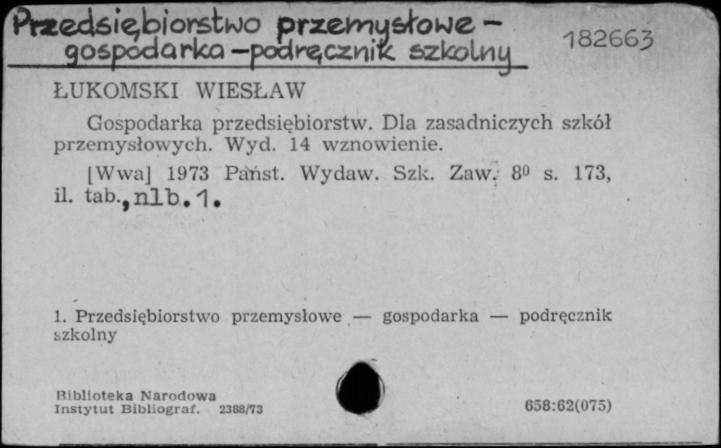 Przedsiębiorstwo przemysłowe –
gospodarka – podręcznik szkolny
182663
ŁUKOMSKI WIESŁAW
Gospodarka przedsiębiorstw. Dla zasadniczych szkół
przemysłowych. Wyd. 14 wznowienie.
[Wwa] 1973 Państ. Wydaw. Szk. Zaw. 8⁰ s. 173,
il. tab., nlb. 1.
1. Przedsiębiorstwo przemysłowe — gospodarka — podręcznik
szkolny
Biblioteka Narodowa
Instytut Bibliograf. 2388/73
658:62(075)